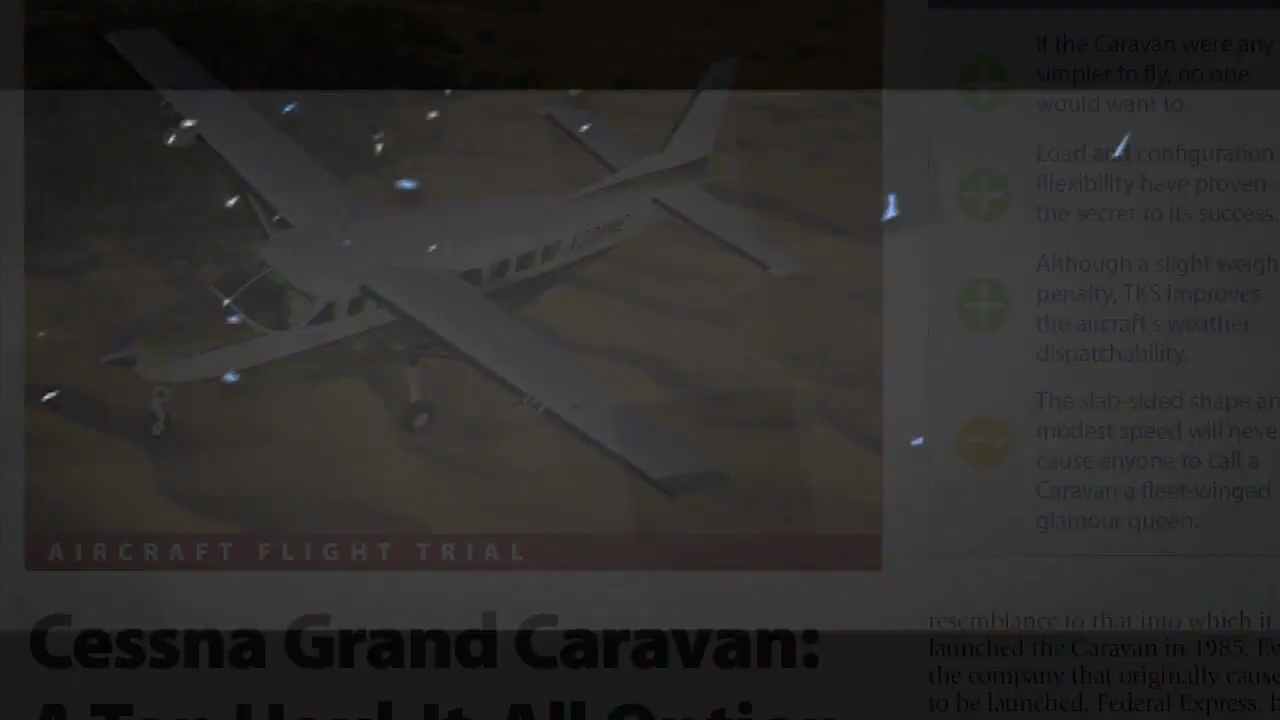 If the Caravan were any
simpler to fly, no one
would want to.
Load and configuration
flexibility have proven
the secret to its success
Although a slight weigh
penalty, TKS improves
the aircraft's weather
dispatchability.
The slab-sided shape an
modest speed will neve
cause anyone to call a
Caravan a fleet-winged
glamour queen.
AIRCRAFT FLIGHT TRIAL
Cessna Grand Caravan:
resemblance to that into which it
launched the Caravan in 1985. Ev
the company that originally cause
to be launched, Federal Express, h